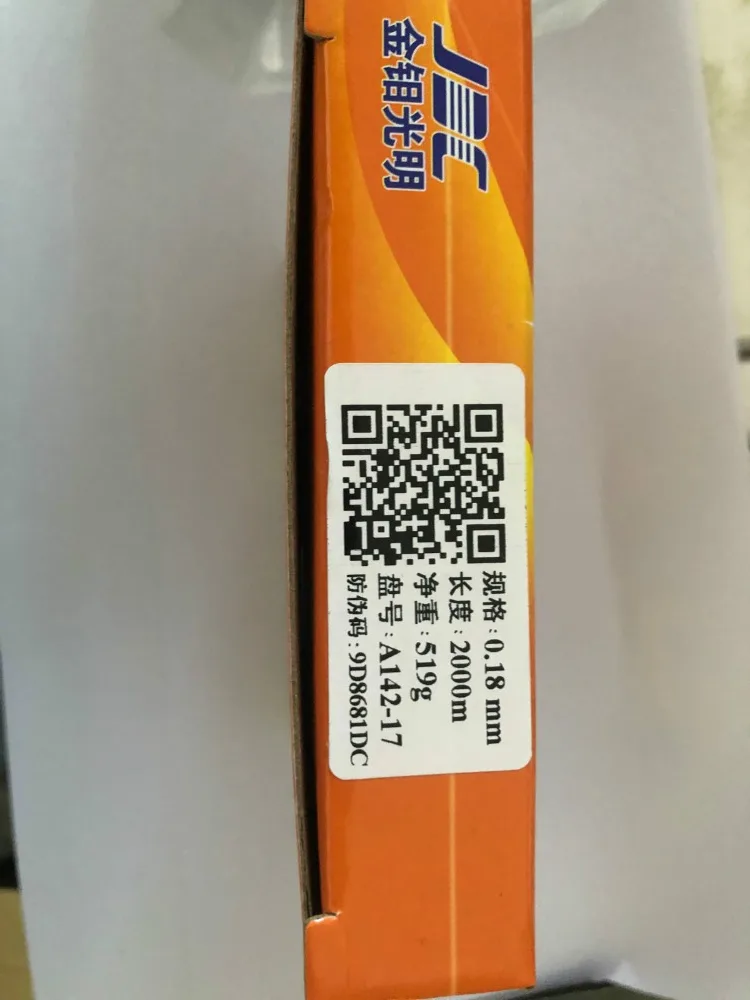 JDC
金钼光明
规格：0.18 mm
长度：2000m
净重：519g
盘号：A142-17
防伪码：9D8681DC